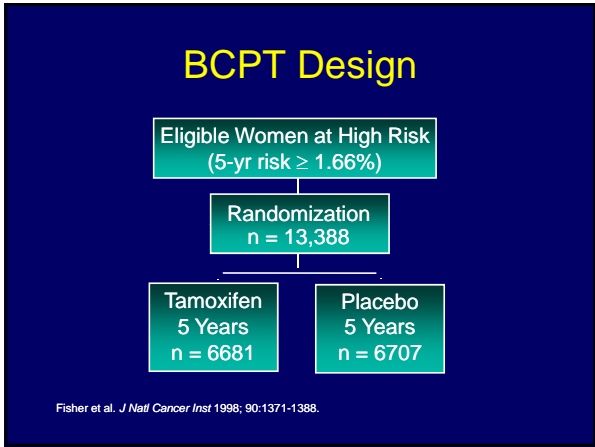 BCPT Design
Eligible Women at High Risk
(5-yr risk ≥ 1.66%)
Randomization
n = 13,388
Tamoxifen
5 Years
n = 6681
Placebo
5 Years
n = 6707
Fisher et al. J Natl Cancer Inst 1998; 90:1371-1388.